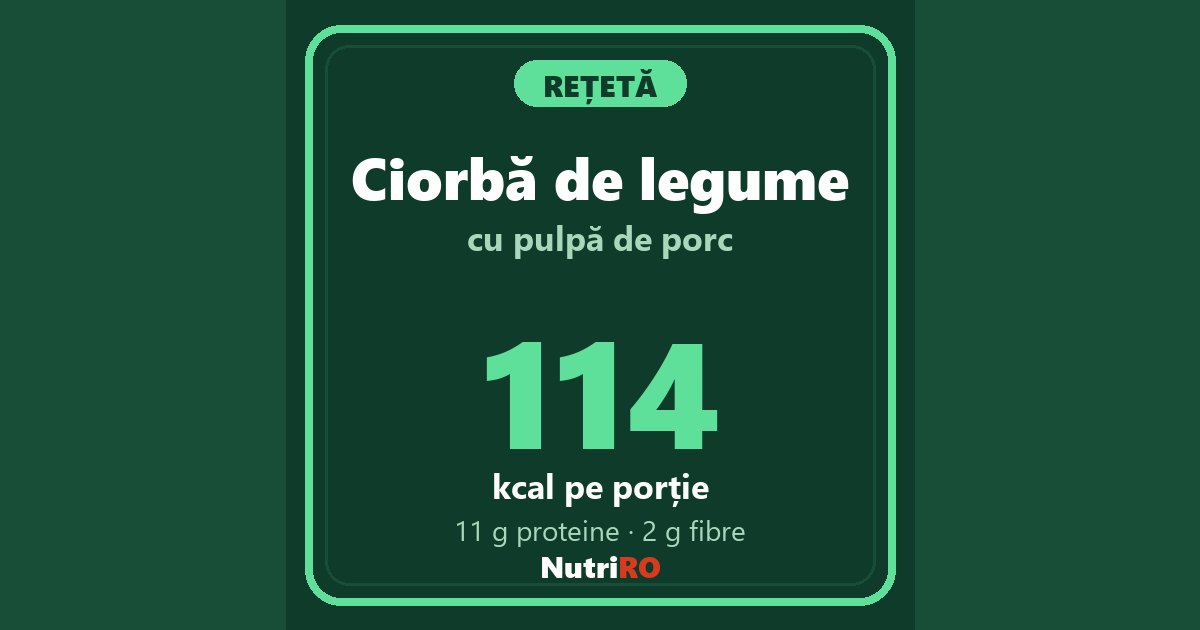 REȚETĂ
Ciorbă de legume
cu pulpă de porc
114
kcal pe porție
11 g proteine · 2 g fibre
NutriRO